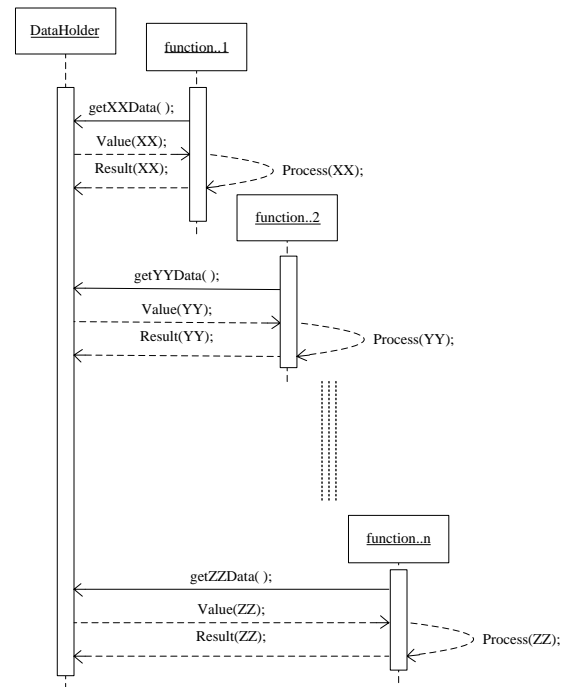 DataHolder
function..1
getXXData( );
Value(XX);
Result(XX);
Process(XX);
function..2
getYYData( );
Value(YY);
Result(YY);
Process(YY);
function..n
getZZData( );
Value(ZZ);
Result(ZZ);
Process(ZZ);